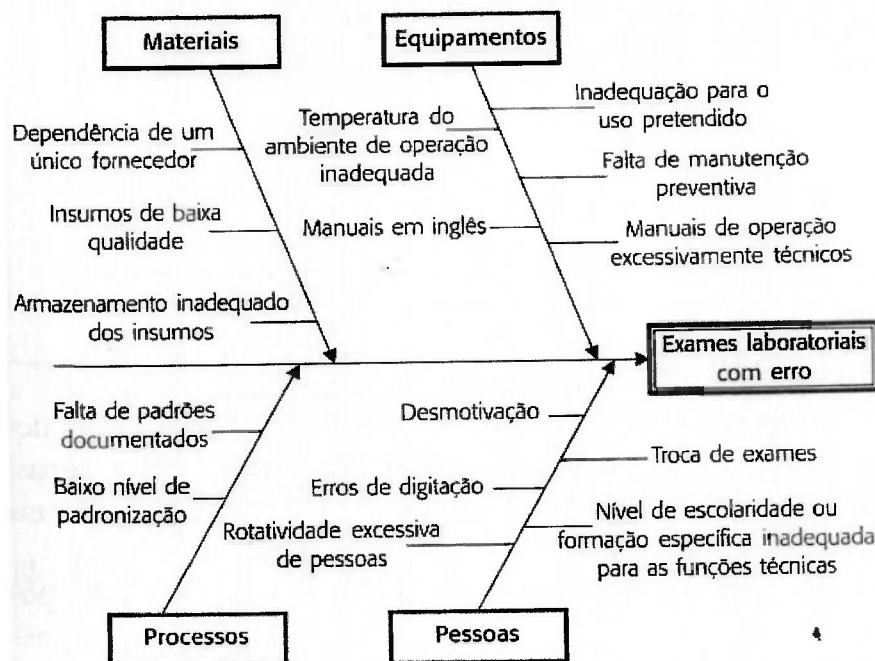 Materiais
Equipamentos
Dependência de um
único fornecedor
Insumos de baixa
qualidade
Armazenamento inadequado
dos insumos
Temperatura do
ambiente de operação
inadequada
Manuais em inglês
Inadequação para o
uso pretendido
Falta de manutenção
preventiva
Manuais de operação
excessivamente técnicos
Exames laboratoriais
com erro
Falta de padrões
documentados
Baixo nível de
padronização
Desmotivação
Erros de digitação
Rotatividade excessiva
de pessoas
Troca de exames
Nível de escolaridade ou
formação específica inadequada
para as funções técnicas
Processos
Pessoas